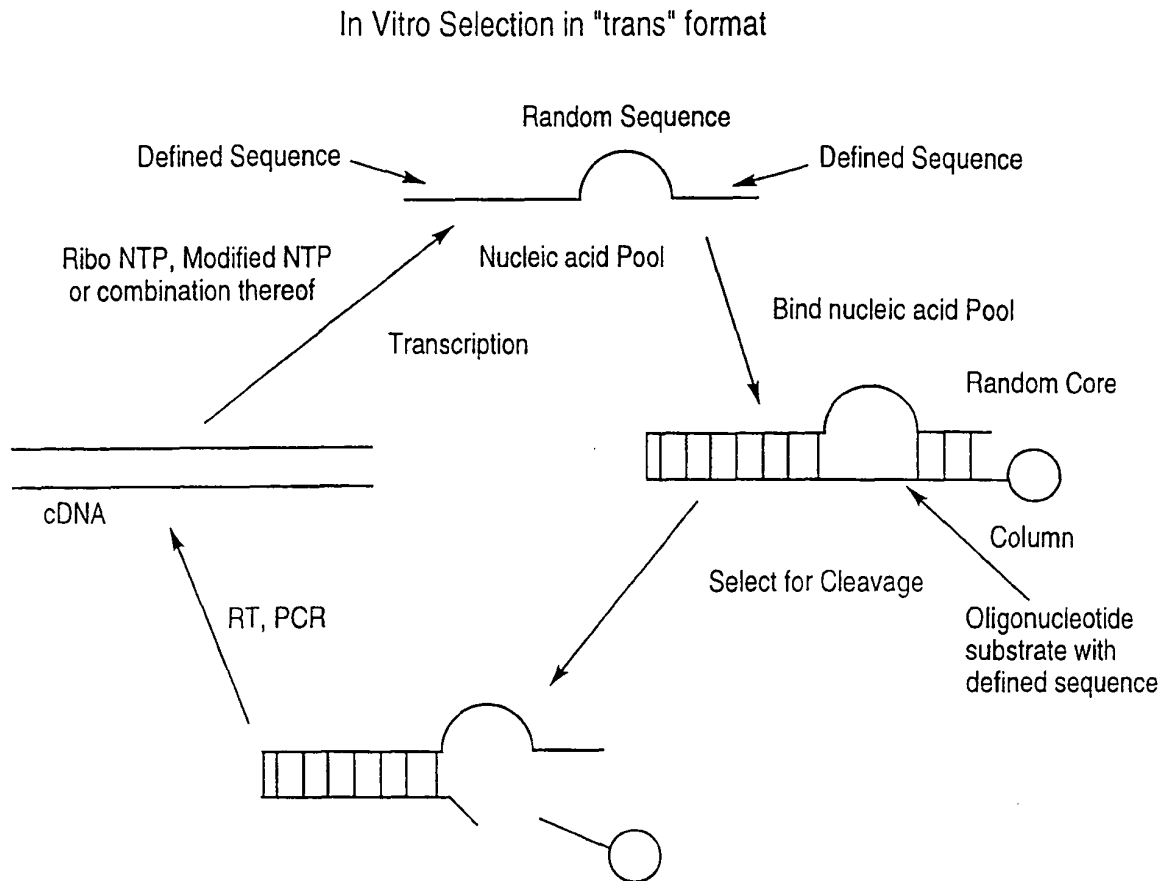 In Vitro Selection in "trans" format
Random Sequence
Defined Sequence
Defined Sequence
Ribo NTP, Modified NTP
or combination thereof
Nucleic acid Pool
Bind nucleic acid Pool
Transcription
Random Core
cDNA
Column
Select for Cleavage
RT, PCR
Oligonucleotide
substrate with
defined sequence